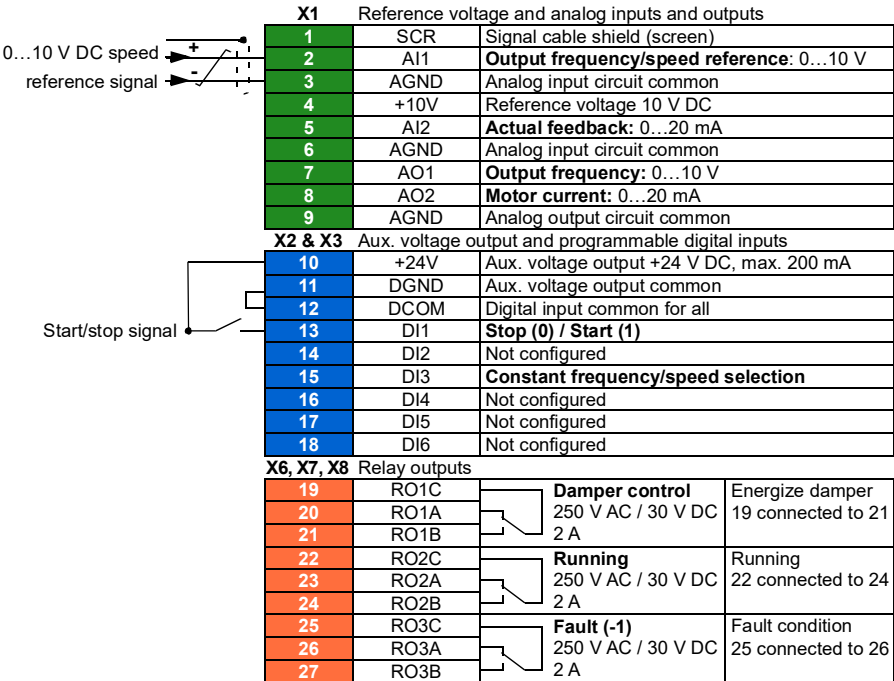 X1 Reference voltage and analog inputs and outputs
1 SCR Signal cable shield (screen)
0…10 V DC speed + 2 AI1 Output frequency/speed reference: 0…10 V
reference signal - 3 AGND Analog input circuit common
4 +10V Reference voltage 10 V DC
5 AI2 Actual feedback: 0…20 mA
6 AGND Analog input circuit common
7 AO1 Output frequency: 0…10 V
8 AO2 Motor current: 0…20 mA
9 AGND Analog output circuit common
X2 & X3 Aux. voltage output and programmable digital inputs
10 +24V Aux. voltage output +24 V DC, max. 200 mA
11 DGND Aux. voltage output common
12 DCOM Digital input common for all
Start/stop signal 13 DI1 Stop (0) / Start (1)
14 DI2 Not configured
15 DI3 Constant frequency/speed selection
16 DI4 Not configured
17 DI5 Not configured
18 DI6 Not configured
X6, X7, X8 Relay outputs
19 RO1C Damper control Energize damper
20 RO1A 250 V AC / 30 V DC 19 connected to 21
21 RO1B 2 A
22 RO2C Running Running
23 RO2A 250 V AC / 30 V DC 22 connected to 24
24 RO2B 2 A
25 RO3C Fault (-1) Fault condition
26 RO3A 250 V AC / 30 V DC 25 connected to 26
27 RO3B 2 A